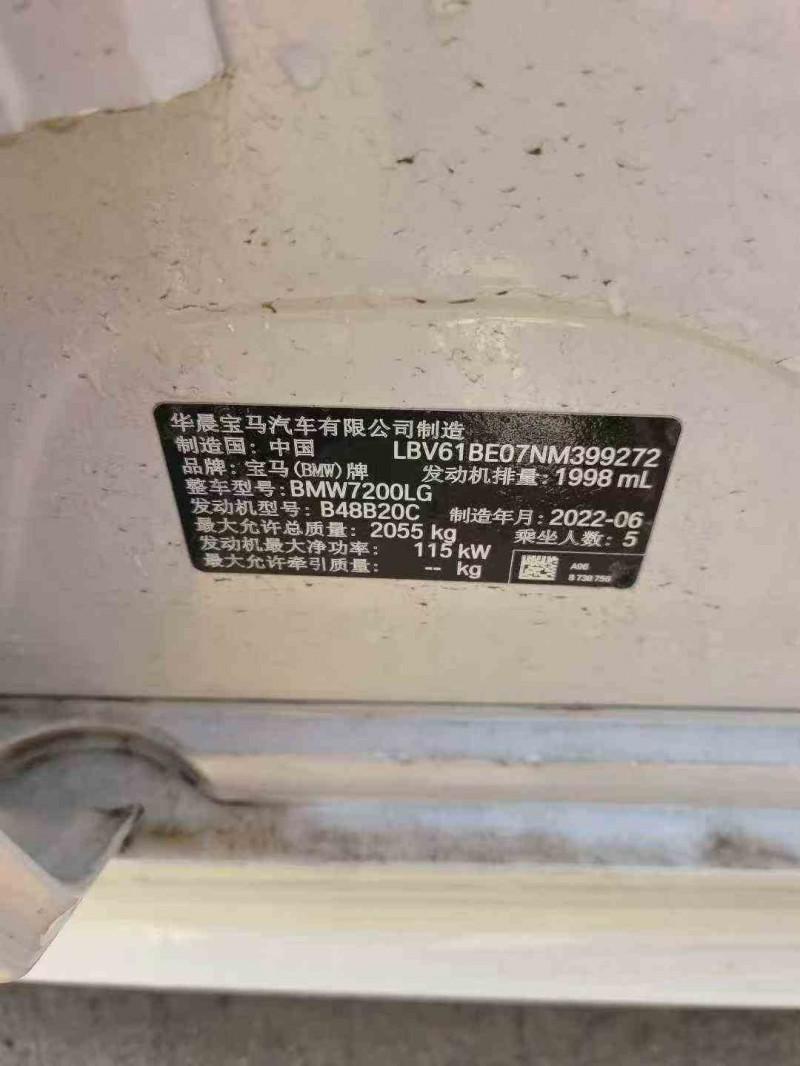 华晨宝马汽车有限公司制造
制造国: 中国 LBV61BE07NM399272
品牌: 宝马(BMW)牌 发动机排量: 1998 mL
整车型号: BMW7200LG
发动机型号: B48B20C 制造年月: 2022-06
最大允许总质量: 2055 kg 乘坐人数: 5
发动机最大净功率: 115 kW
最大允许牵引质量: -- kg
A06
8 738 756